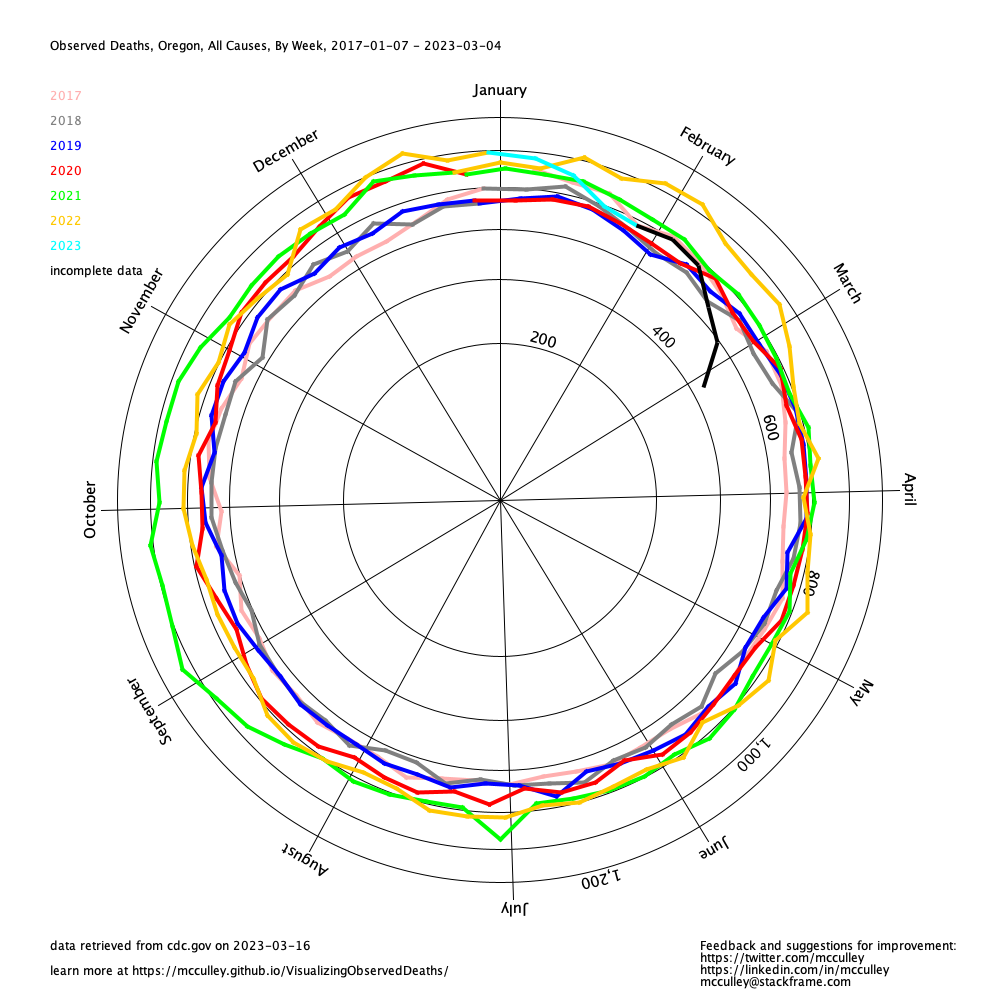 Observed Deaths, Oregon, All Causes, By Week, 2017-01-07 - 2023-03-04
2017
2018
2019
2020
2021
2022
2023
incomplete data
January
February
March
April
May
June
July
August
September
October
November
December
200
400
600
800
1,000
1,200
data retrieved from cdc.gov on 2023-03-16
learn more at https://mcculley.github.io/VisualizingObservedDeaths/
Feedback and suggestions for improvement:
https://twitter.com/mcculley
https://linkedin.com/in/mcculley
mcculley@stackframe.com